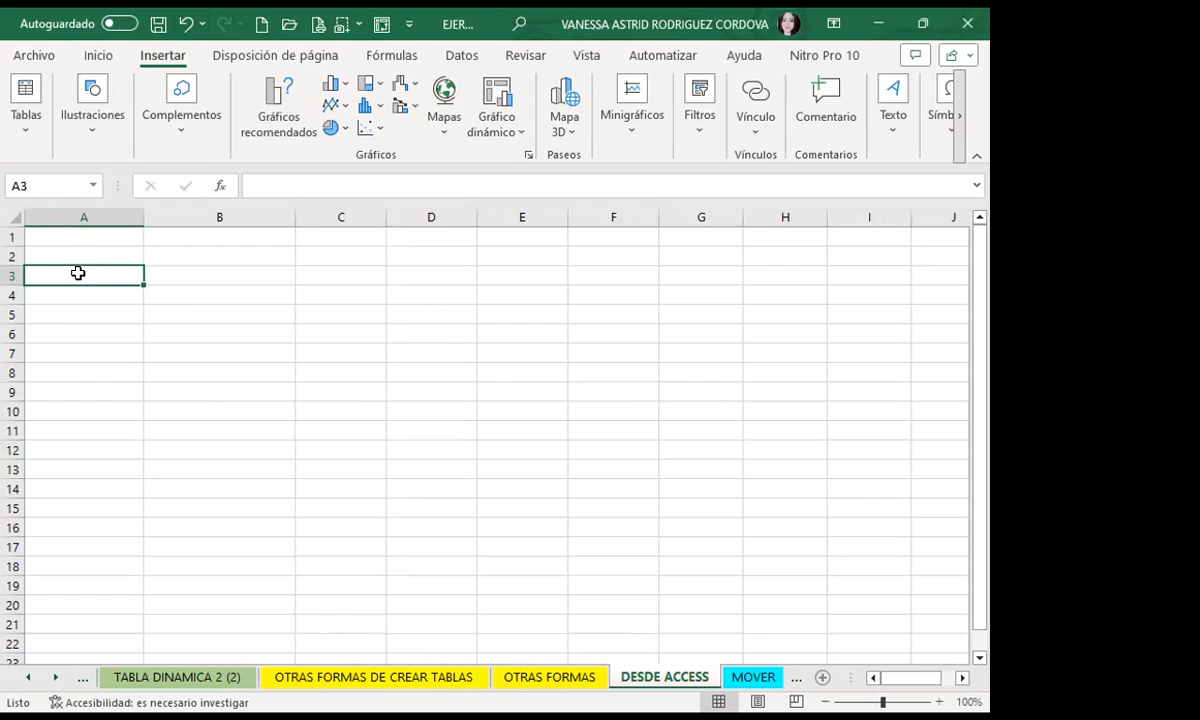 Autoguardado EJER... VANESSA ASTRID RODRIGUEZ CORDOVA
Archivo Inicio Insertar Disposición de página Fórmulas Datos Revisar Vista Automatizar Ayuda Nitro Pro 10
Tablas Ilustraciones Complementos Gráficos recomendados Mapas Gráfico dinámico Mapa 3D Minigráficos Filtros Vínculo Comentario Texto Símb
Gráficos Paseos Vínculos Comentarios
A3 fx
A B C D E F G H I J
1
2
3
4
5
6
7
8
9
10
11
12
13
14
15
16
17
18
19
20
21
22
23
... TABLA DINAMICA 2 (2) OTRAS FORMAS DE CREAR TABLAS OTRAS FORMAS DESDE ACCESS MOVER ...
Listo Accesibilidad: es necesario investigar 100%